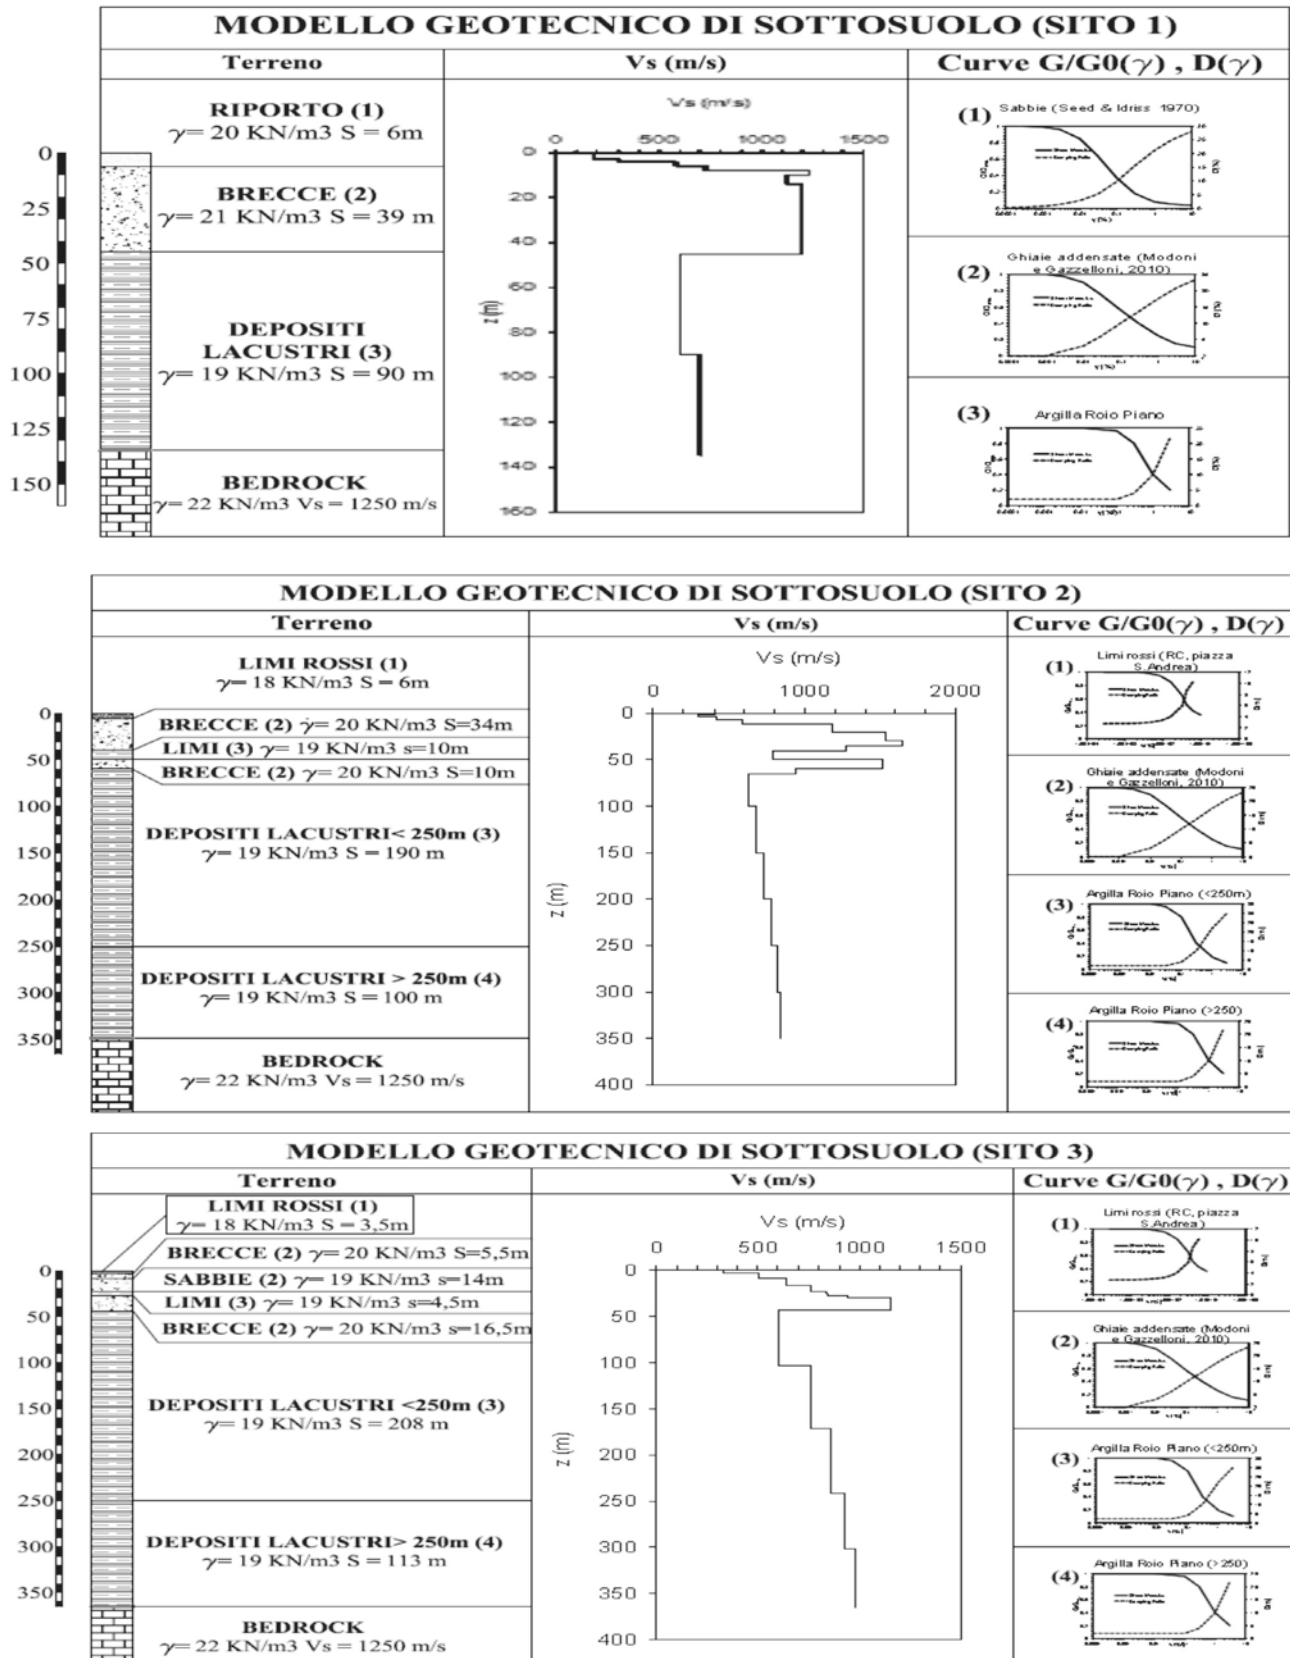 MODELLO GEOTECNICO DI SOTTOSUOLO (SITO 1)
Terreno
Vs (m/s)
Curve G/G0(γ) , D(γ)
RIPORTO (1)
γ= 20 KN/m3 S = 6m
BRECCE (2)
γ= 21 KN/m3 S = 39 m
DEPOSITI
LACUSTRI (3)
γ= 19 KN/m3 S = 90 m
BEDROCK
γ= 22 KN/m3 Vs = 1250 m/s
0
25
50
75
100
125
150
Vs (m/s)
0 500 1000 1500
0
20
40
60
80
100
120
140
160
z (m)
(1)
Sabbie (Seed & Idriss 1970)
(2)
Ghiaie addensate (Modoni
e Gazzelloni, 2010)
(3)
Argilla Roio Piano
MODELLO GEOTECNICO DI SOTTOSUOLO (SITO 2)
Terreno
Vs (m/s)
Curve G/G0(γ) , D(γ)
LIMI ROSSI (1)
γ= 18 KN/m3 S = 6m
BRECCE (2) γ= 20 KN/m3 S=34m
LIMI (3) γ= 19 KN/m3 s=10m
BRECCE (2) γ= 20 KN/m3 S=10m
DEPOSITI LACUSTRI< 250m (3)
γ= 19 KN/m3 S = 190 m
DEPOSITI LACUSTRI > 250m (4)
γ= 19 KN/m3 S = 100 m
BEDROCK
γ= 22 KN/m3 Vs = 1250 m/s
0
50
100
150
200
250
300
350
Vs (m/s)
0 1000 2000
0
50
100
150
200
250
300
350
400
z (m)
(1)
Limi rossi (RC, piazza
S.Andrea)
(2)
Ghiaie addensate (Modoni
e Gazzelloni, 2010)
(3)
Argilla Roio Piano (<250m)
(4)
Argilla Roio Piano (>250)
MODELLO GEOTECNICO DI SOTTOSUOLO (SITO 3)
Terreno
Vs (m/s)
Curve G/G0(γ) , D(γ)
LIMI ROSSI (1)
γ= 18 KN/m3 S = 3,5m
BRECCE (2) γ= 20 KN/m3 S=5,5m
SABBIE (2) γ= 19 KN/m3 s=14m
LIMI (3) γ= 19 KN/m3 s=4,5m
BRECCE (2) γ= 20 KN/m3 s=16,5m
DEPOSITI LACUSTRI <250m (3)
γ= 19 KN/m3 S = 208 m
DEPOSITI LACUSTRI> 250m (4)
γ= 19 KN/m3 S = 113 m
BEDROCK
γ= 22 KN/m3 Vs = 1250 m/s
0
50
100
150
200
250
300
350
Vs (m/s)
0 500 1000 1500
0
50
100
150
200
250
300
350
400
z (m)
(1)
Limi rossi (RC, piazza
S.Andrea)
(2)
Ghiaie addensate (Modoni
e Gazzelloni, 2010)
(3)
Argilla Roio Piano (<250m)
(4)
Argilla Roio Piano (>250)